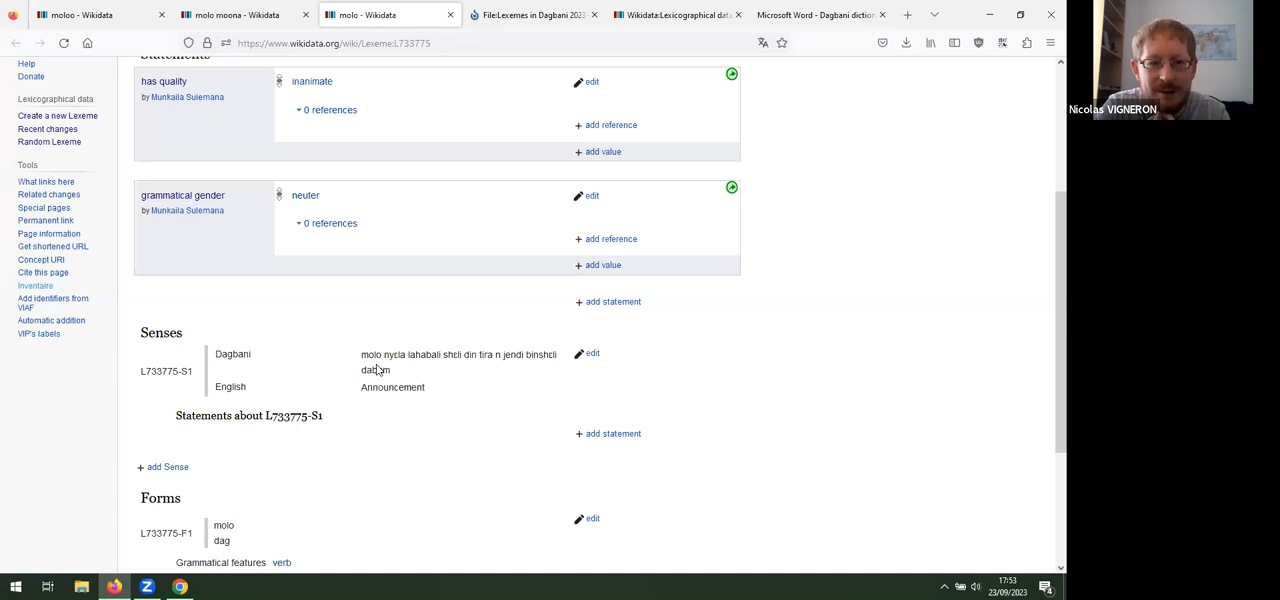 moloo - Wikidata
molo moona - Wikidata
molo - Wikidata
File:Lexemes in Dagbani 2023
Wikidata:Lexicographical data
Microsoft Word - Dagbani diction
https://www.wikidata.org/wiki/Lexeme:L733775
Help
Donate
Lexicographical data
Create a new Lexeme
Recent changes
Random Lexeme
Tools
What links here
Related changes
Special pages
Permanent link
Page information
Get shortened URL
Concept URI
Cite this page
Inventaire
Add identifiers from
VIAF
Automatic addition
VIP's labels
Statements
has quality
by Munkaila Sulemana
inanimate
edit
0 references
+ add reference
+ add value
grammatical gender
by Munkaila Sulemana
neuter
edit
0 references
+ add reference
+ add value
+ add statement
Senses
L733775-S1
Dagbani
molo nyɛla lahabali shɛli din tira n jendi binshɛli
edit
English
Announcement
Statements about L733775-S1
+ add statement
+ add Sense
Forms
L733775-F1
molo
dag
edit
Grammatical features verb
Nicolas VIGNERON
17:53
23/09/2023
4